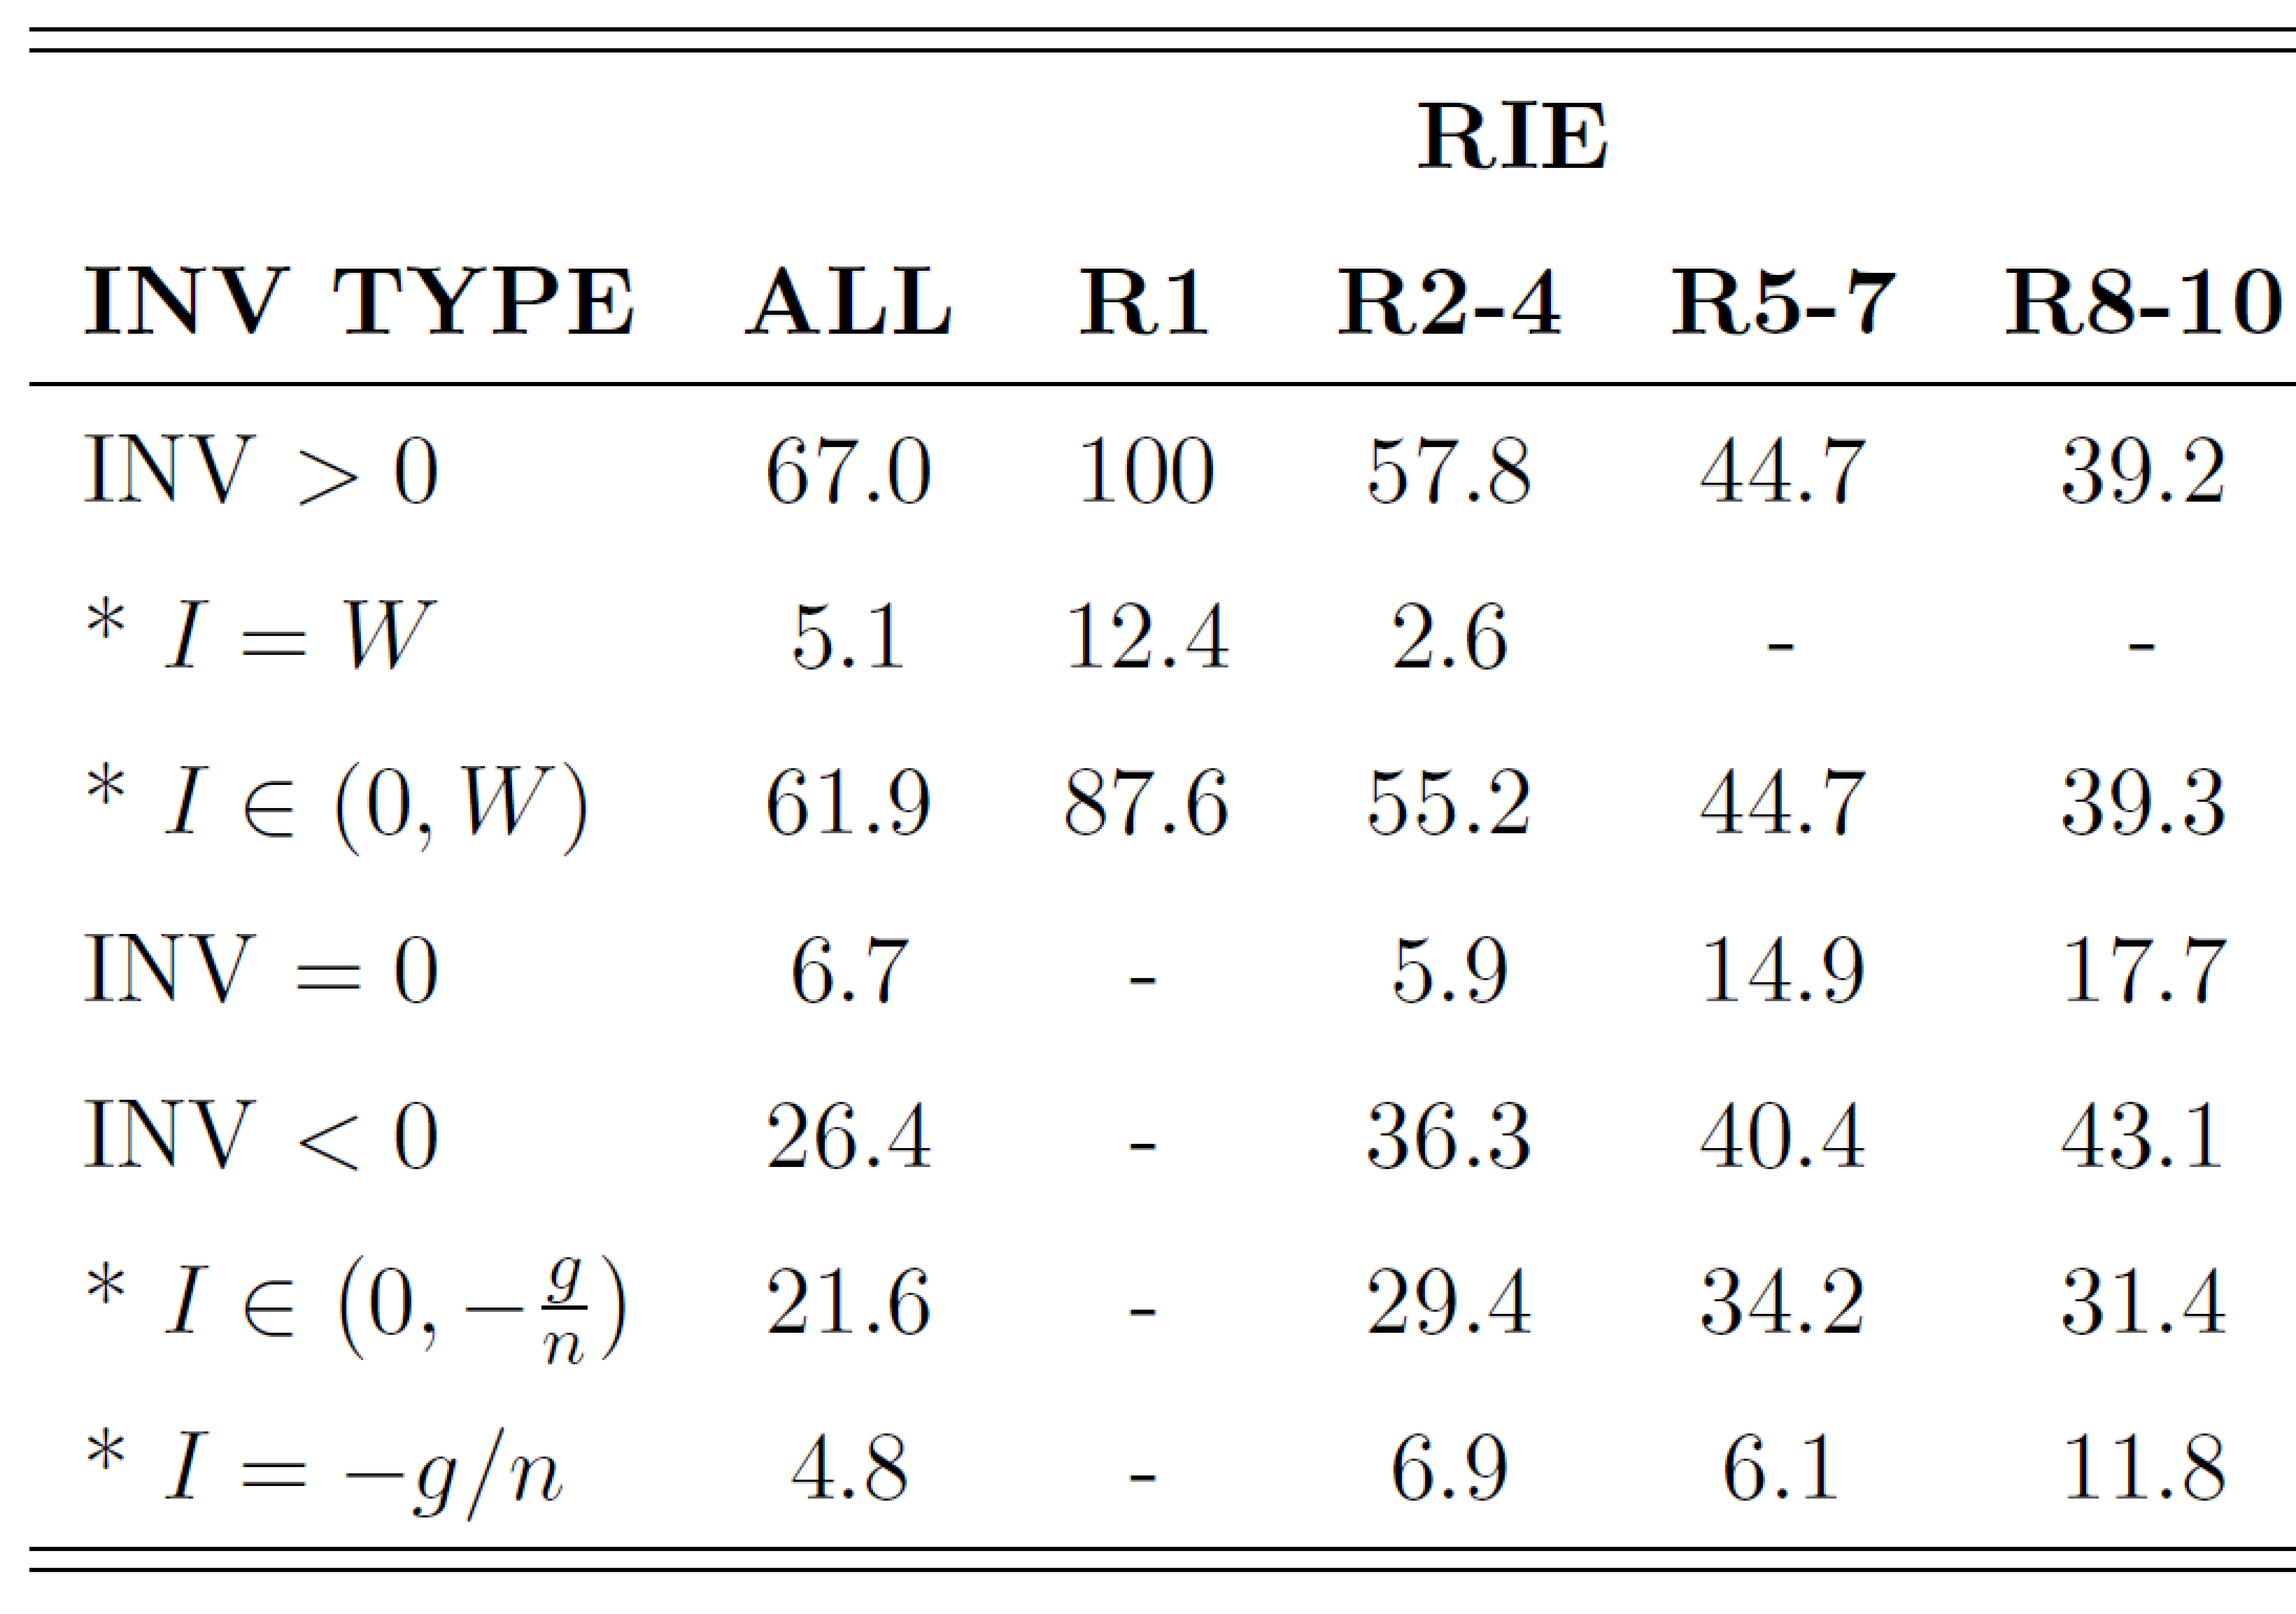 RIE
INV TYPE ALL R1 R2-4 R5-7 R8-10
INV > 0 67.0 100 57.8 44.7 39.2
* I = W 5.1 12.4 2.6 - -
* I ∈ (0, W) 61.9 87.6 55.2 44.7 39.3
INV = 0 6.7 - 5.9 14.9 17.7
INV < 0 26.4 - 36.3 40.4 43.1
* I ∈ (0, −g/n) 21.6 - 29.4 34.2 31.4
* I = −g/n 4.8 - 6.9 6.1 11.8